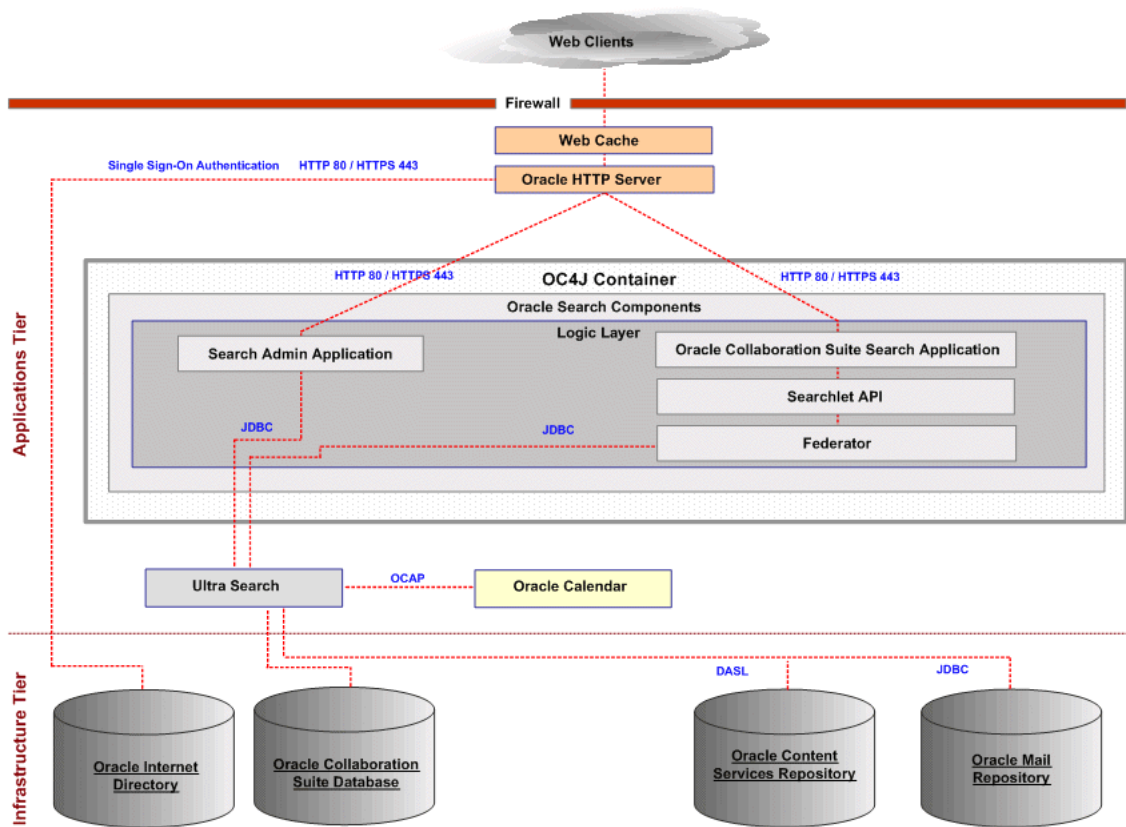 Web Clients
Firewall
Web Cache
Single Sign-On Authentication
HTTP 80 / HTTPS 443
Oracle HTTP Server
HTTP 80 / HTTPS 443
HTTP 80 / HTTPS 443
OC4J Container
Oracle Search Components
Logic Layer
Search Admin Application
Oracle Collaboration Suite Search Application
Searchlet API
JDBC
JDBC
Federator
Applications Tier
Ultra Search
OCAP
Oracle Calendar
Infrastructure Tier
DASL
JDBC
Oracle Internet
Directory
Oracle Collaboration
Suite Database
Oracle Content
Services Repository
Oracle Mail
Repository